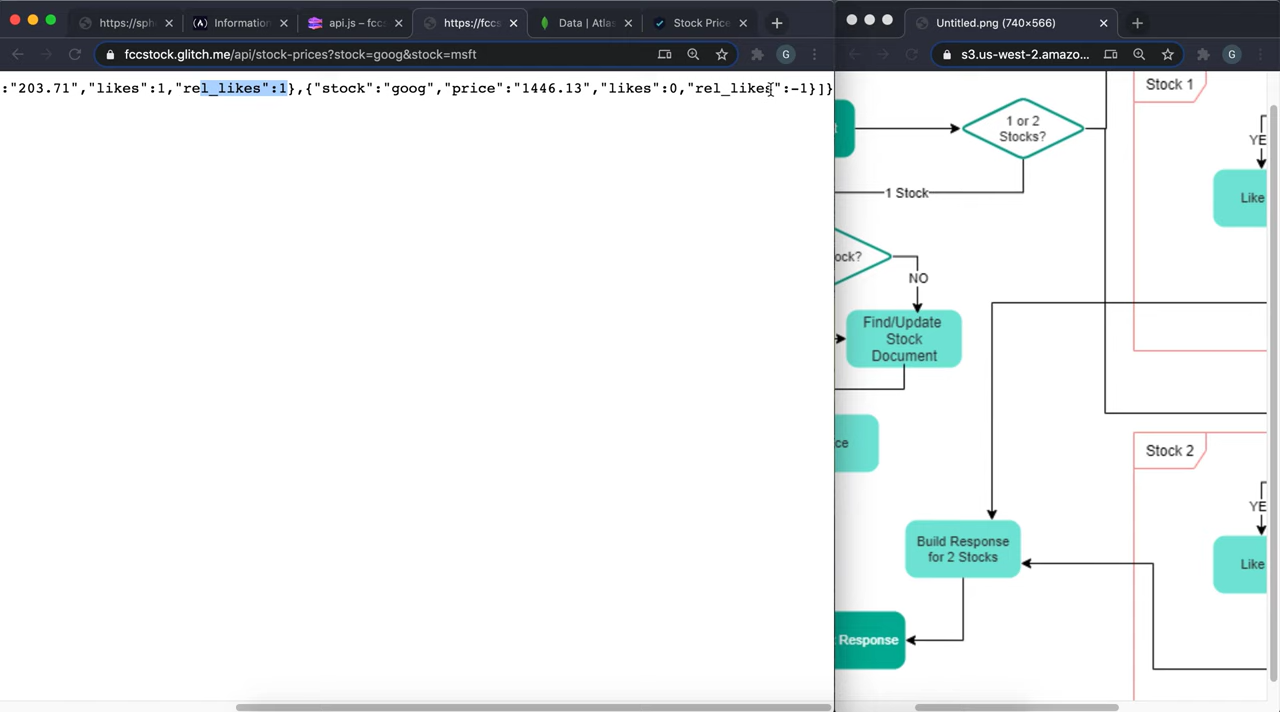 https://sph
Information
api.js – fcc
https://fccs
Data | Atlas
Stock Price
fccstock.glitch.me/api/stock-prices?stock=goog&stock=msft
G
:"203.71","likes":1,"rel_likes":1},{"stock":"goog","price":"1446.13","likes":0,"rel_likes":-1}]}
Untitled.png (740×566)
s3.us-west-2.amazo...
G
Stock 1
t
1 or 2
Stocks?
YE
1 Stock
Like
ock?
NO
Find/Update
Stock
Document
ce
Stock 2
YE
Build Response
for 2 Stocks
Like
Response